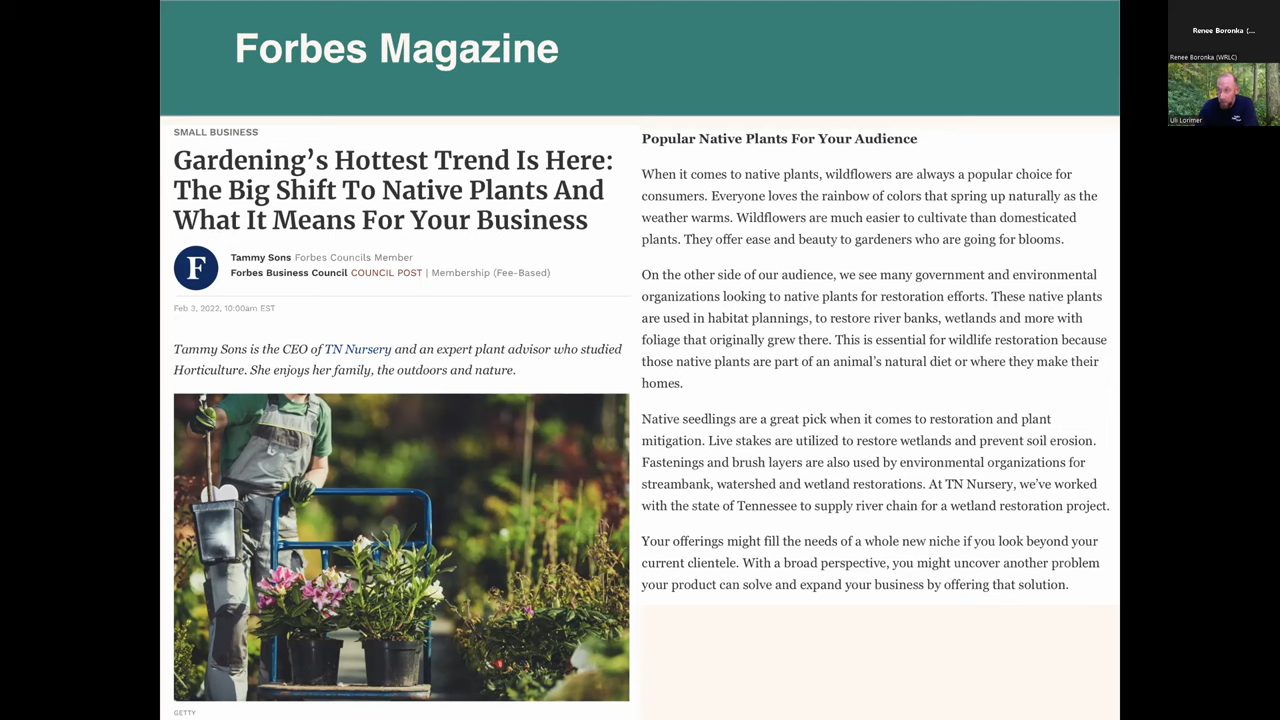 Forbes Magazine
SMALL BUSINESS
Gardening’s Hottest Trend Is Here:
The Big Shift To Native Plants And
What It Means For Your Business
F
Tammy Sons Forbes Councils Member
Forbes Business Council COUNCIL POST | Membership (Fee-Based)
Feb 3, 2022, 10:00am EST
Tammy Sons is the CEO of TN Nursery and an expert plant advisor who studied
Horticulture. She enjoys her family, the outdoors and nature.
GETTY
Popular Native Plants For Your Audience
When it comes to native plants, wildflowers are always a popular choice for
consumers. Everyone loves the rainbow of colors that spring up naturally as the
weather warms. Wildflowers are much easier to cultivate than domesticated
plants. They offer ease and beauty to gardeners who are going for blooms.
On the other side of our audience, we see many government and environmental
organizations looking to native plants for restoration efforts. These native plants
are used in habitat plannings, to restore river banks, wetlands and more with
foliage that originally grew there. This is essential for wildlife restoration because
those native plants are part of an animal’s natural diet or where they make their
homes.
Native seedlings are a great pick when it comes to restoration and plant
mitigation. Live stakes are utilized to restore wetlands and prevent soil erosion.
Fastenings and brush layers are also used by environmental organizations for
streambank, watershed and wetland restorations. At TN Nursery, we’ve worked
with the state of Tennessee to supply river chain for a wetland restoration project.
Your offerings might fill the needs of a whole new niche if you look beyond your
current clientele. With a broad perspective, you might uncover another problem
your product can solve and expand your business by offering that solution.
Renee Boronka (...
Renee Boronka (WRLC)
Uli Lorimer